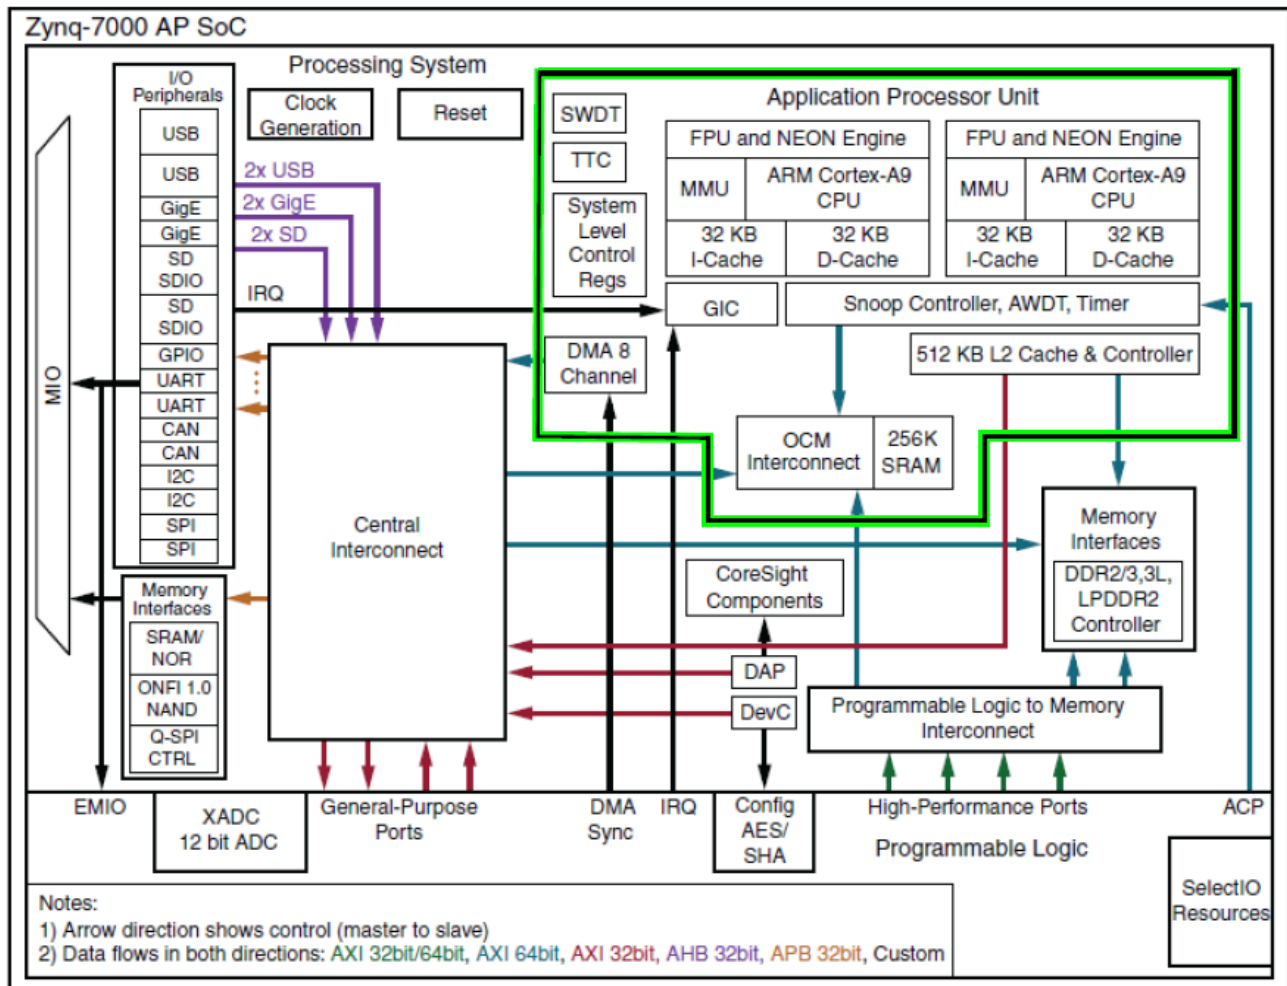 Zynq-7000 AP SoC
Processing System
I/O
Peripherals
USB
USB
GigE
GigE
SD
SDIO
SD
SDIO
GPIO
UART
UART
CAN
CAN
I2C
I2C
SPI
SPI
MIO
Clock
Generation
Reset
2x USB
2x GigE
2x SD
IRQ
Application Processor Unit
SWDT
TTC
System
Level
Control
Regs
FPU and NEON Engine
MMU
ARM Cortex-A9
CPU
32 KB
I-Cache
32 KB
D-Cache
FPU and NEON Engine
MMU
ARM Cortex-A9
CPU
32 KB
I-Cache
32 KB
D-Cache
GIC
Snoop Controller, AWDT, Timer
DMA 8
Channel
512 KB L2 Cache & Controller
OCM
Interconnect
256K
SRAM
Central
Interconnect
Memory
Interfaces
DDR2/3,3L,
LPDDR2
Controller
CoreSight
Components
DAP
DevC
Programmable Logic to Memory
Interconnect
Memory
Interfaces
SRAM/
NOR
ONFI 1.0
NAND
Q-SPI
CTRL
EMIO
XADC
12 bit ADC
General-Purpose
Ports
DMA
Sync
IRQ
Config
AES/
SHA
High-Performance Ports
ACP
Programmable Logic
SelectIO
Resources
Notes:
1) Arrow direction shows control (master to slave)
2) Data flows in both directions: AXI 32bit/64bit, AXI 64bit, AXI 32bit, AHB 32bit, APB 32bit, Custom